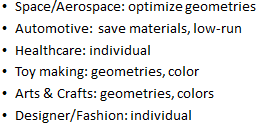 • Space/Aerospace: optimize geometries
• Automotive:  save materials, low-run
• Healthcare: individual
• Toy making: geometries, color
• Arts & Crafts: geometries, colors
• Designer/Fashion: individual